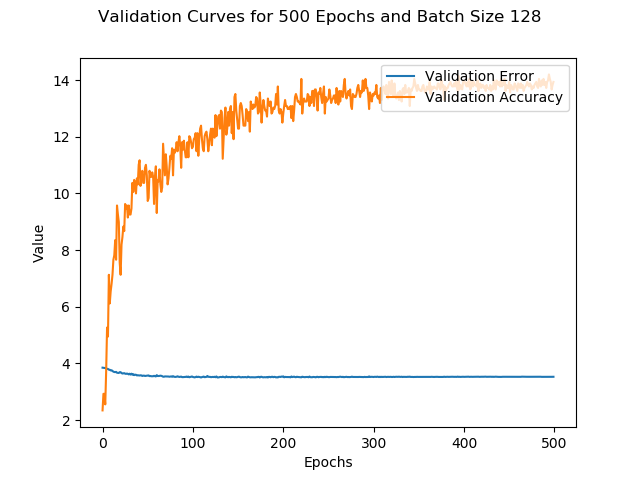 Validation Curves for 500 Epochs and Batch Size 128
Validation Error
Validation Accuracy
14
12
10
8
6
4
2
Value
0
100
200
300
400
500
Epochs